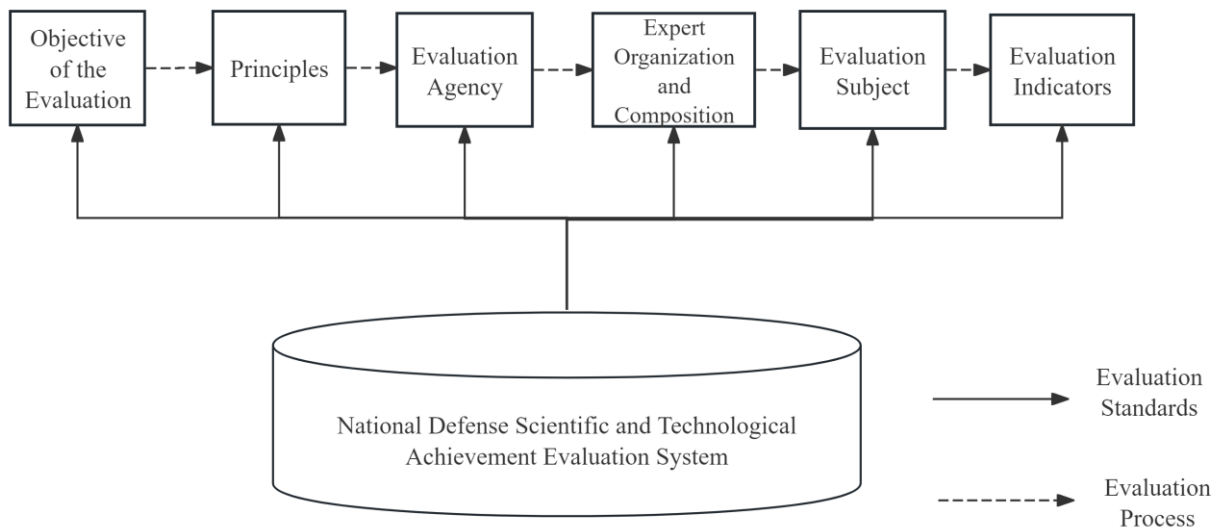 Objective
of the
Evaluation
Principles
Evaluation
Agency
Expert
Organization
and
Composition
Evaluation
Subject
Evaluation
Indicators
National Defense Scientific and Technological
Achievement Evaluation System
Evaluation
Standards
Evaluation
Process